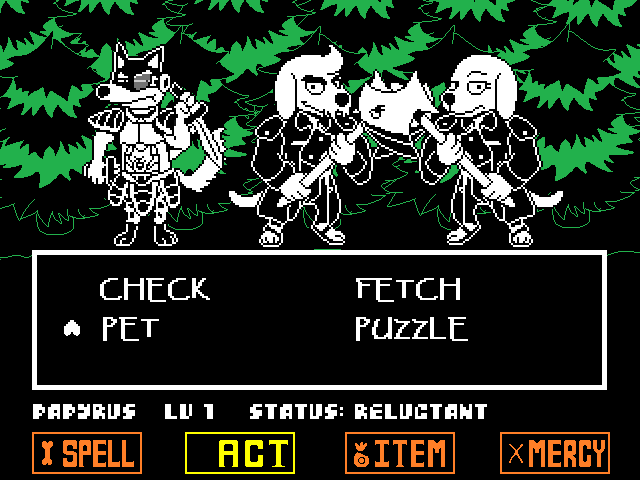 CHECK FETCH
PET PUZZLE
PAPYRUS LV 1 STATUS: RELUCTANT
SPELL ACT ITEM MERCY